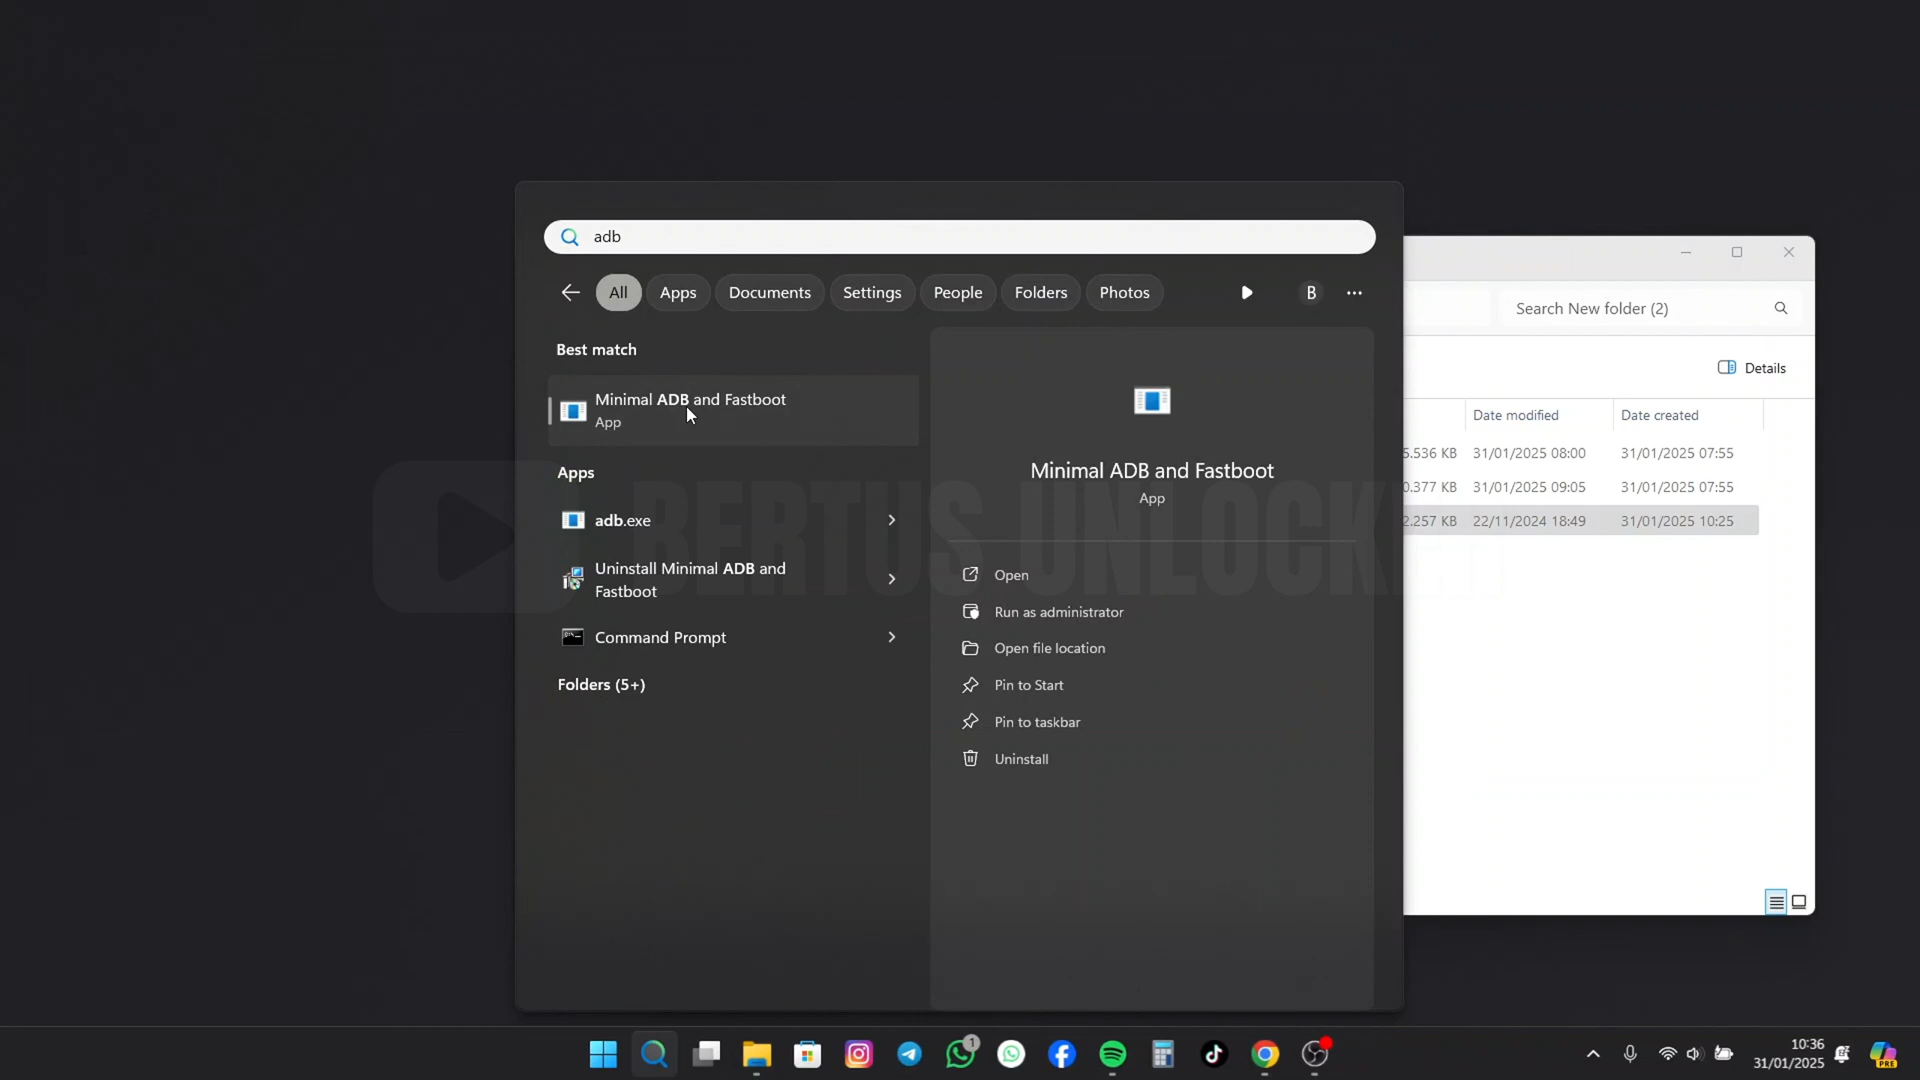 adb
All
Apps
Documents
Settings
People
Folders
Photos
B
Best match
Minimal ADB and Fastboot
App
Apps
adb.exe
Uninstall Minimal ADB and
Fastboot
Command Prompt
Folders (5+)
Minimal ADB and Fastboot
App
Open
Run as administrator
Open file location
Pin to Start
Pin to taskbar
Uninstall
Search New folder (2)
Details
Date modified
Date created
5.536 KB 31/01/2025 08:00 31/01/2025 07:55
0.377 KB 31/01/2025 09:05 31/01/2025 07:55
2.257 KB 22/11/2024 18:49 31/01/2025 10:25
BERTUS UNLOCKER
1
10:36
31/01/2025
PRE